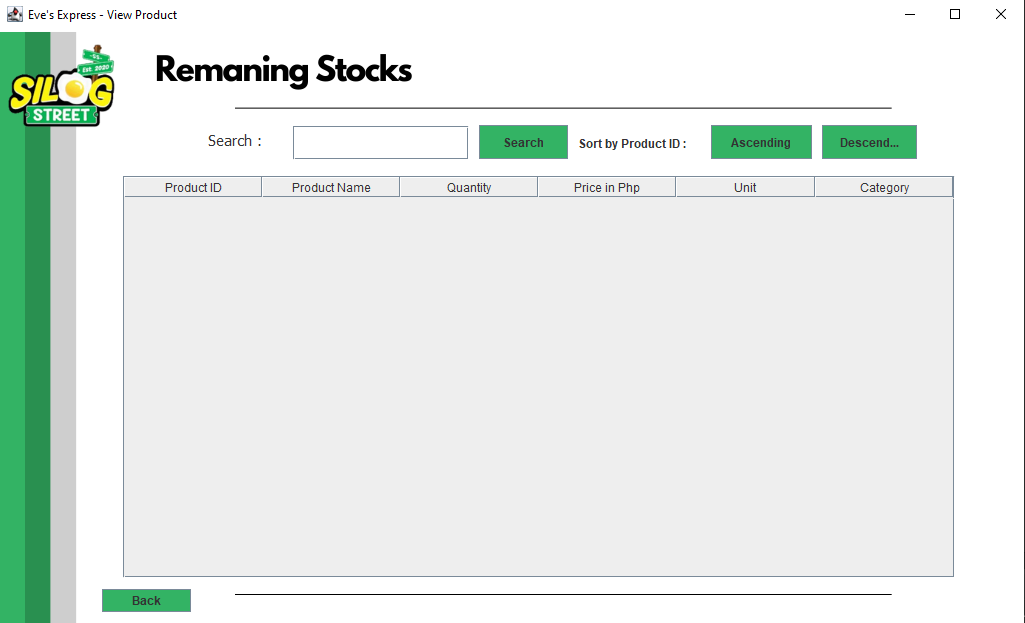 Eve's Express - View Product
SILOG
STREET
Est. 2020
Remaning Stocks
Search :
Search
Sort by Product ID :
Ascending
Descend...
Product ID
Product Name
Quantity
Price in Php
Unit
Category
Back